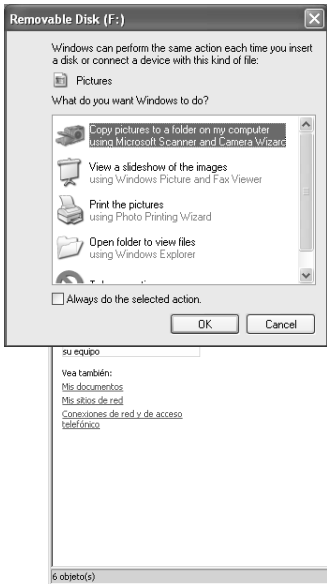 Removable Disk (F:)
Windows can perform the same action each time you insert
a disk or connect a device with this kind of file:
Pictures
What do you want Windows to do?
Copy pictures to a folder on my computer
using Microsoft Scanner and Camera Wizard
View a slideshow of the images
using Windows Picture and Fax Viewer
Print the pictures
using Photo Printing Wizard
Open folder to view files
using Windows Explorer
Always do the selected action.
OK
Cancel
su equipo
Vea también:
Mis documentos
Mis sitios de red
Conexiones de red y de acceso
telefónico
6 objeto(s)